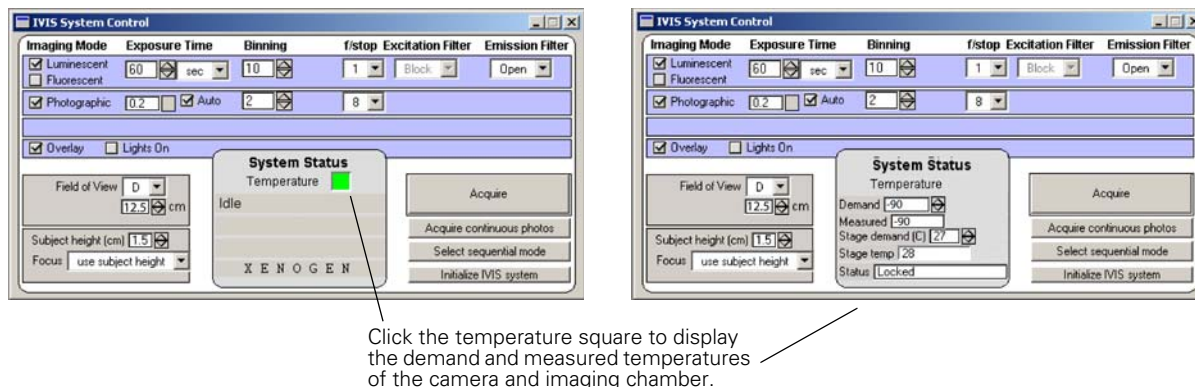 IVIS System Control
Imaging Mode Exposure Time Binning f/stop Excitation Filter Emission Filter
Luminescent 60 sec 10 1 Block Open
Fluorescent
Photographic 0.2 Auto 2 8
Overlay Lights On
System Status
Temperature
Idle
XENOGEN
Field of View D
12.5 cm
Subject height (cm) 1.5
Focus use subject height
Acquire
Acquire continuous photos
Select sequential mode
Initialize IVIS system
IVIS System Control
Imaging Mode Exposure Time Binning f/stop Excitation Filter Emission Filter
Luminescent 60 sec 10 1 Block Open
Fluorescent
Photographic 0.2 Auto 2 8
Overlay Lights On
System Status
Temperature
Demand -90
Measured -90
Stage demand (C) 27
Stage temp 28
Status Locked
Field of View D
12.5 cm
Subject height (cm) 1.5
Focus use subject height
Acquire
Acquire continuous photos
Select sequential mode
Initialize IVIS system
Click the temperature square to display
the demand and measured temperatures
of the camera and imaging chamber.